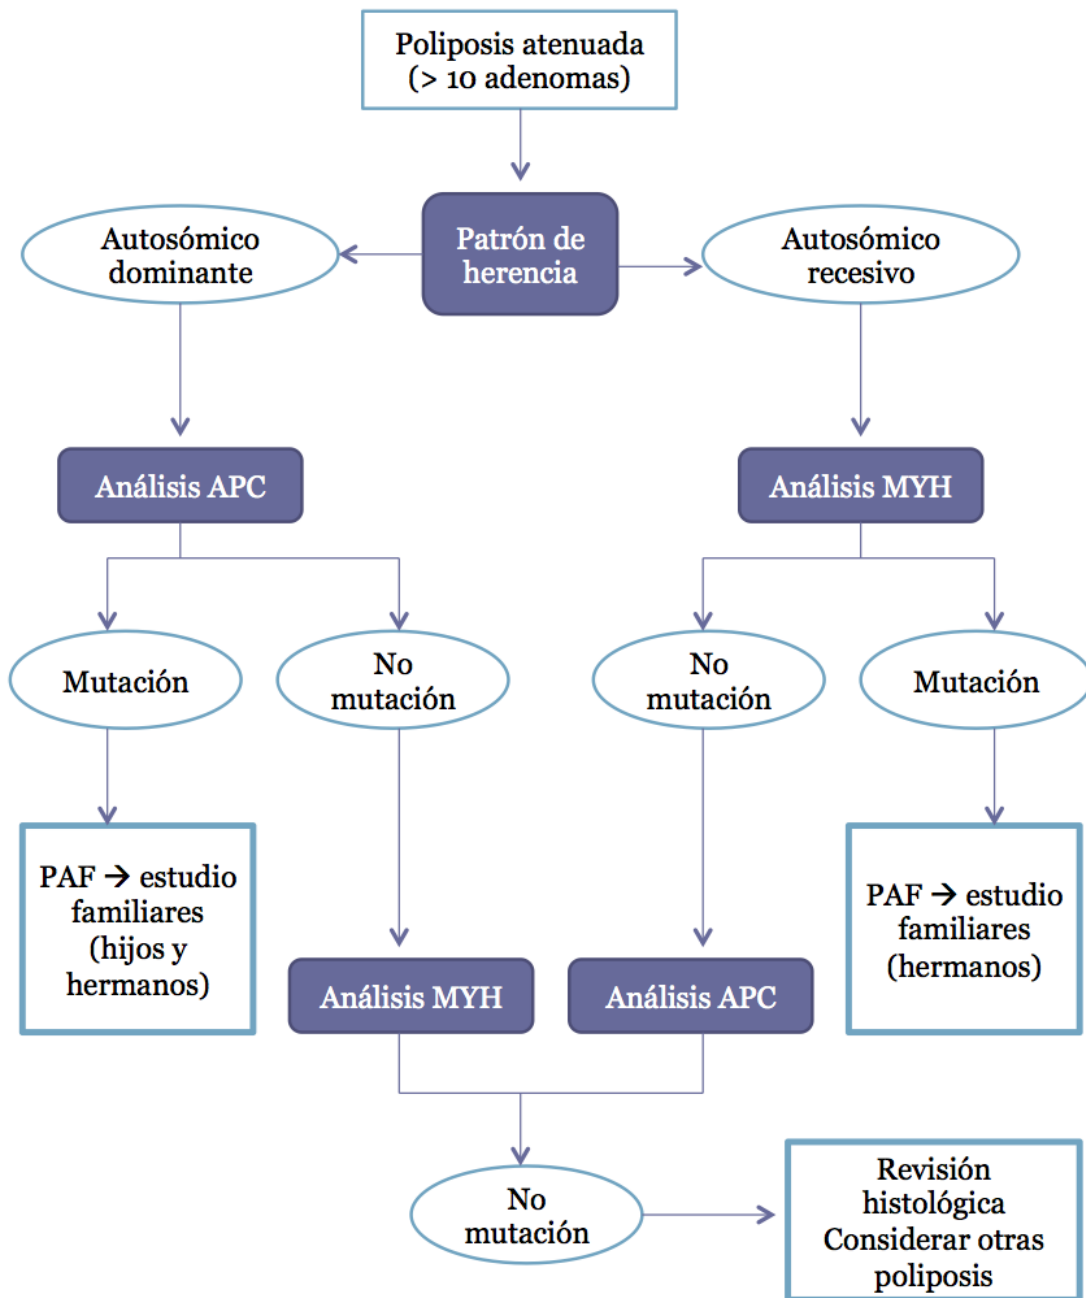 Poliposis atenuada
(> 10 adenomas)
Autosómico
dominante
Patrón de
herencia
Autosómico
recesivo
Análisis APC
Análisis MYH
Mutación
No
mutación
No
mutación
Mutación
PAF → estudio
familiares
(hijos y
hermanos)
PAF → estudio
familiares
(hermanos)
Análisis MYH
Análisis APC
No
mutación
Revisión
histológica
Considerar otras
poliposis